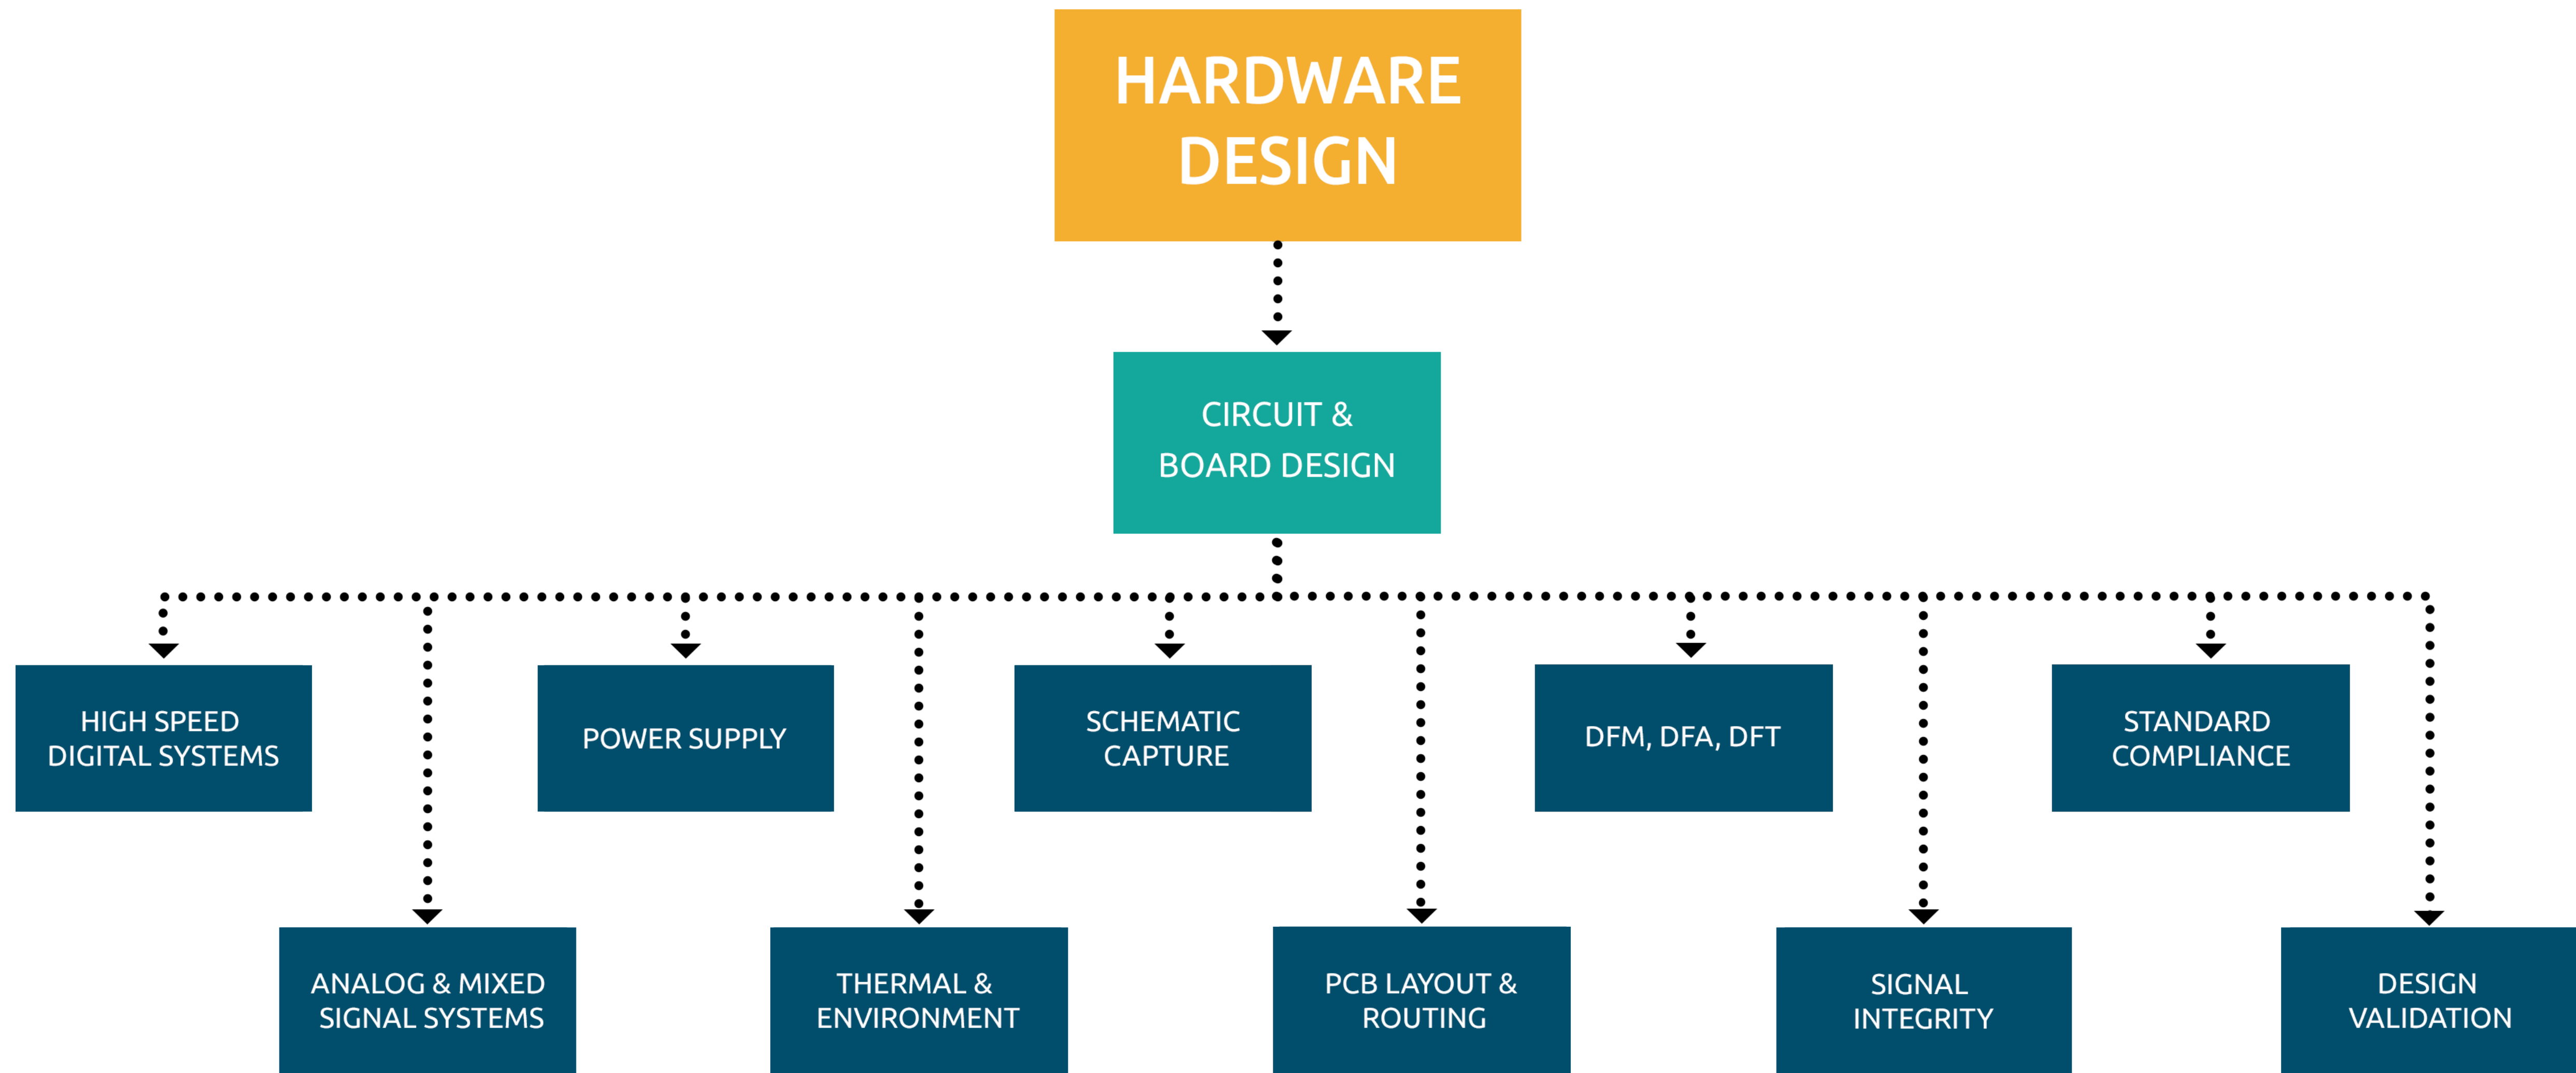 HARDWARE
DESIGN
CIRCUIT &
BOARD DESIGN
HIGH SPEED
DIGITAL SYSTEMS
POWER SUPPLY
SCHEMATIC
CAPTURE
DFM, DFA, DFT
STANDARD
COMPLIANCE
ANALOG & MIXED
SIGNAL SYSTEMS
THERMAL &
ENVIRONMENT
PCB LAYOUT &
ROUTING
SIGNAL
INTEGRITY
DESIGN
VALIDATION